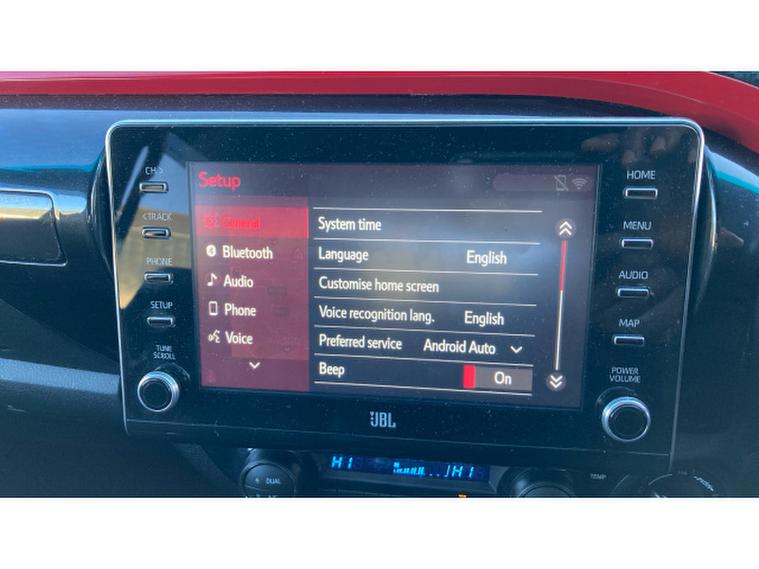 Setup
General
Bluetooth
Audio
Phone
Voice
System time
Language English
Customise home screen
Voice recognition lang. English
Preferred service Android Auto
Beep On
CH >
< TRACK
PHONE
SETUP
TUNE
SCROLL
HOME
MENU
AUDIO
MAP
POWER
VOLUME
JBL
HI HI
DUAL
TEMP